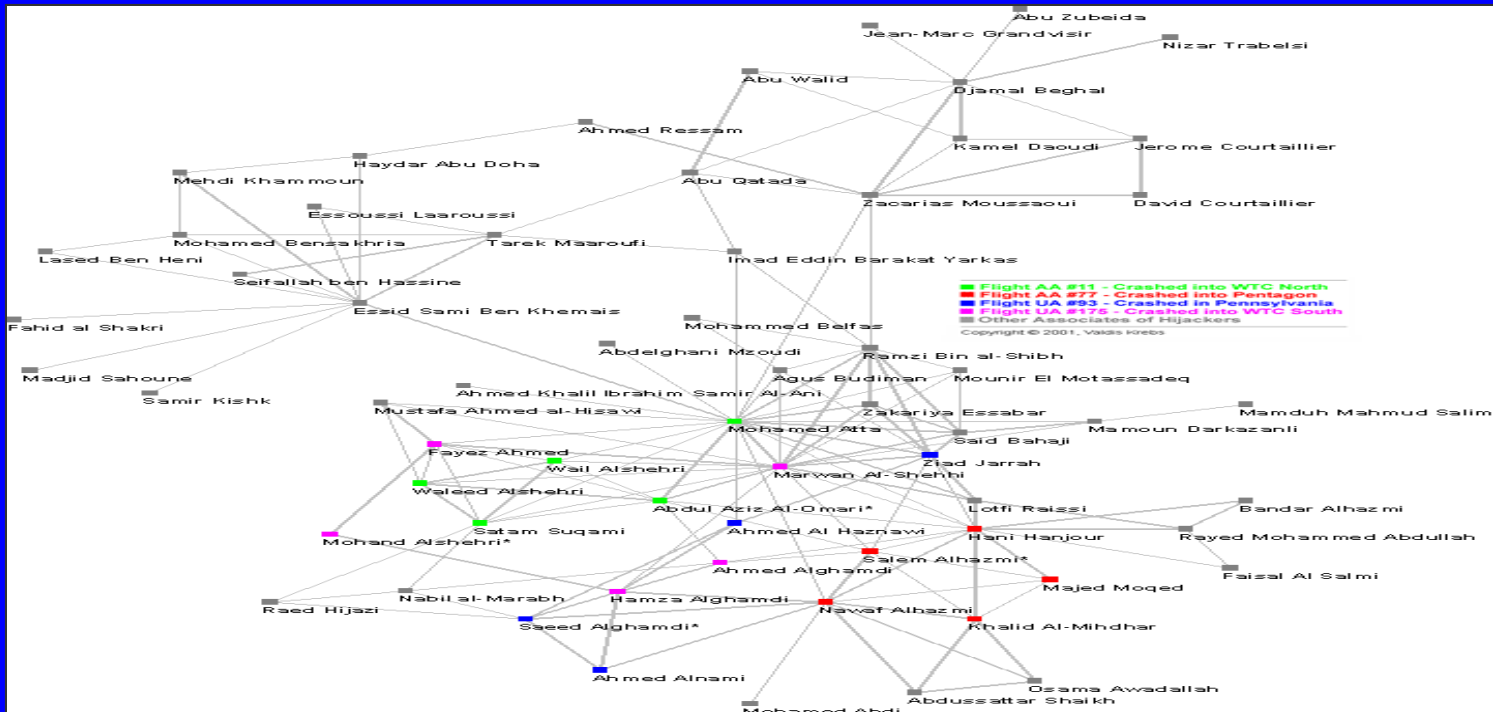 Abu Zubeida
Jean-Marc Grandvisir
Nizar Trabelsi
Abu Walid
Djamal Beghal
Ahmed Ressam
Kamel Daoudi
Jerome Courtaillier
Haydar Abu Doha
Mehdi Khammoun
Abu Qatada
Zacarias Moussaoui
David Courtaillier
Essoussi Laaroussi
Mohamed Bensakhria
Tarek Maaroufi
Lased Ben Heni
Imad Eddin Barakat Yarkas
Seifallah ben Hassine
Flight AA #11 - Crashed into WTC North
Flight AA #77 - Crashed into Pentagon
Flight UA #93 - Crashed in Pennsylvania
Flight UA #175 - Crashed into WTC South
Other Associates of Hijackers
Copyright © 2001, Valdis Krebs
Essid Sami Ben Khemais
Fahid al Shakri
Mohammed Belfas
Abdelghani Mzoudi
Ramzi Bin al-Shibh
Madjid Sahoune
Agus Budiman
Mounir El Motassadeq
Samir Kishk
Ahmed Khalil Ibrahim Samir Al-Ani
Mustafa Ahmed al-Hisawi
Zakariya Essabar
Mamduh Mahmud Salim
Mohamed Atta
Mamoun Darkazanli
Said Bahaji
Fayez Ahmed
Wail Alshehri
Ziad Jarrah
Marwan Al-Shehhi
Waleed Alshehri
Abdul Aziz Al-Omari*
Lotfi Raissi
Bandar Alhazmi
Satam Suqami
Ahmed Al Haznawi
Hani Hanjour
Rayed Mohammed Abdullah
Mohand Alshehri*
Salem Alhazmi*
Ahmed Alghamdi
Faisal Al Salmi
Majed Moqed
Nabil al-Marabh
Hamza Alghamdi
Raed Hijazi
Nawaf Alhazmi
Saeed Alghamdi*
Khalid Al-Mihdhar
Ahmed Alnami
Osama Awadallah
Abdussattar Shaikh
Mohamed Abdi